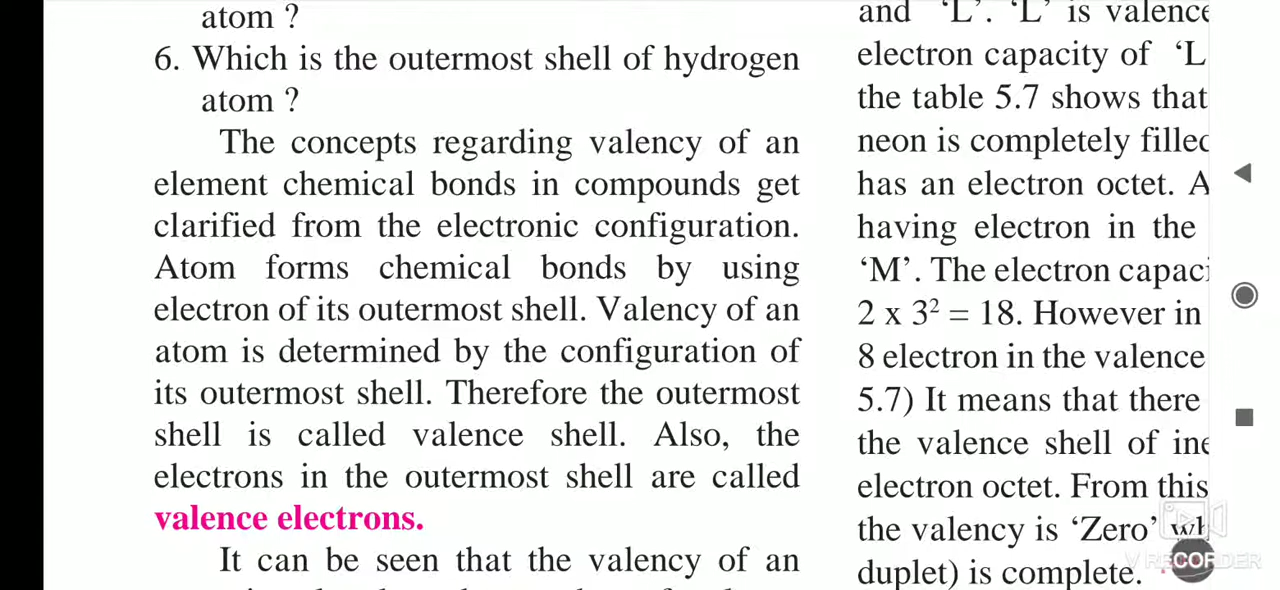 atom ?
6. Which is the outermost shell of hydrogen
atom ?
The concepts regarding valency of an
element chemical bonds in compounds get
clarified from the electronic configuration.
Atom forms chemical bonds by using
electron of its outermost shell. Valency of an
atom is determined by the configuration of
its outermost shell. Therefore the outermost
shell is called valence shell. Also, the
electrons in the outermost shell are called
valence electrons.
It can be seen that the valency of an
and ‘L’. ‘L’ is valence
electron capacity of ‘L
the table 5.7 shows that
neon is completely filled
has an electron octet. A
having electron in the
‘M’. The electron capaci
2 x 3² = 18. However in
8 electron in the valence
5.7) It means that there
the valence shell of ine
electron octet. From this
the valency is ‘Zero’ wh
duplet) is complete.
V RECORDER